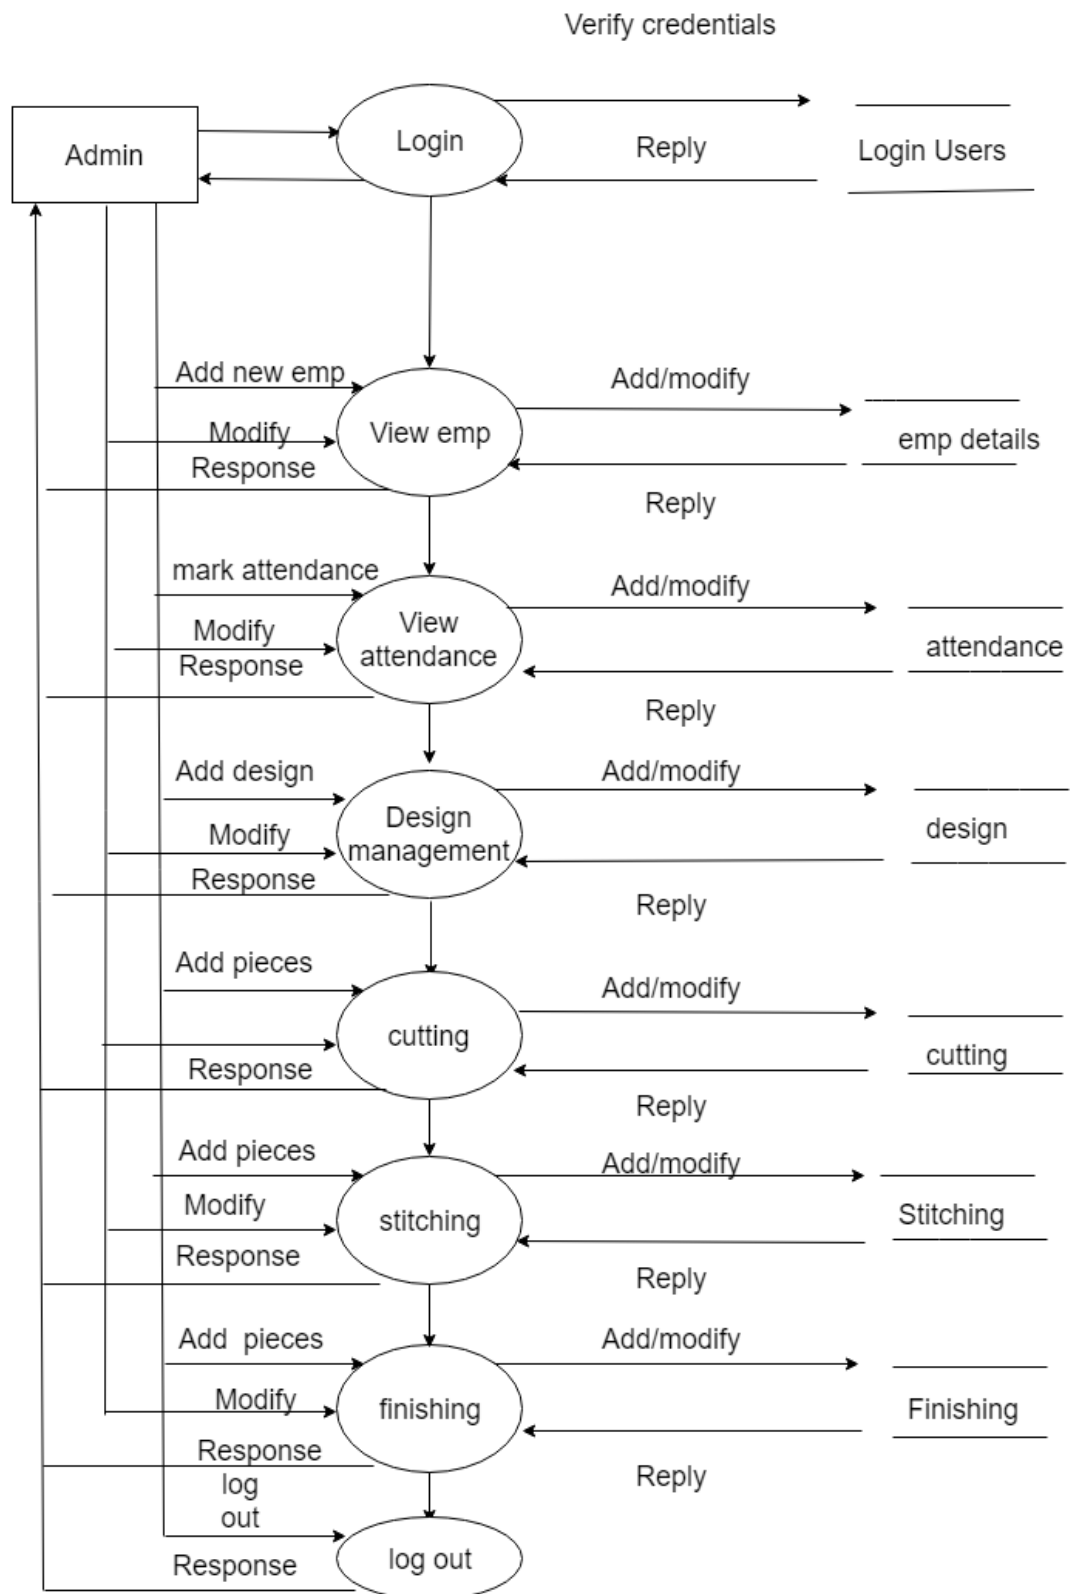 Verify credentials
Admin
Login
Reply
Login Users
Add new emp
Add/modify
Modify
View emp
emp details
Response
Reply
mark attendance
Add/modify
Modify
View
attendance
attendance
Response
Reply
Add design
Add/modify
Modify
Design
management
design
Response
Reply
Add pieces
Add/modify
cutting
cutting
Response
Reply
Add pieces
Add/modify
Modify
stitching
Stitching
Response
Reply
Add  pieces
Add/modify
Modify
finishing
Finishing
Response
Reply
log
out
log out
Response